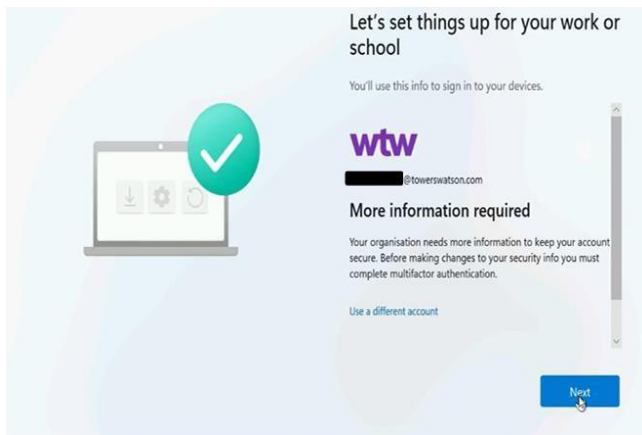 Let's set things up for your work or
school
You'll use this info to sign in to your devices.
wtw
@towerswatson.com
More information required
Your organisation needs more information to keep your account
secure. Before making changes to your security info you must
complete multifactor authentication.
Use a different account
Next